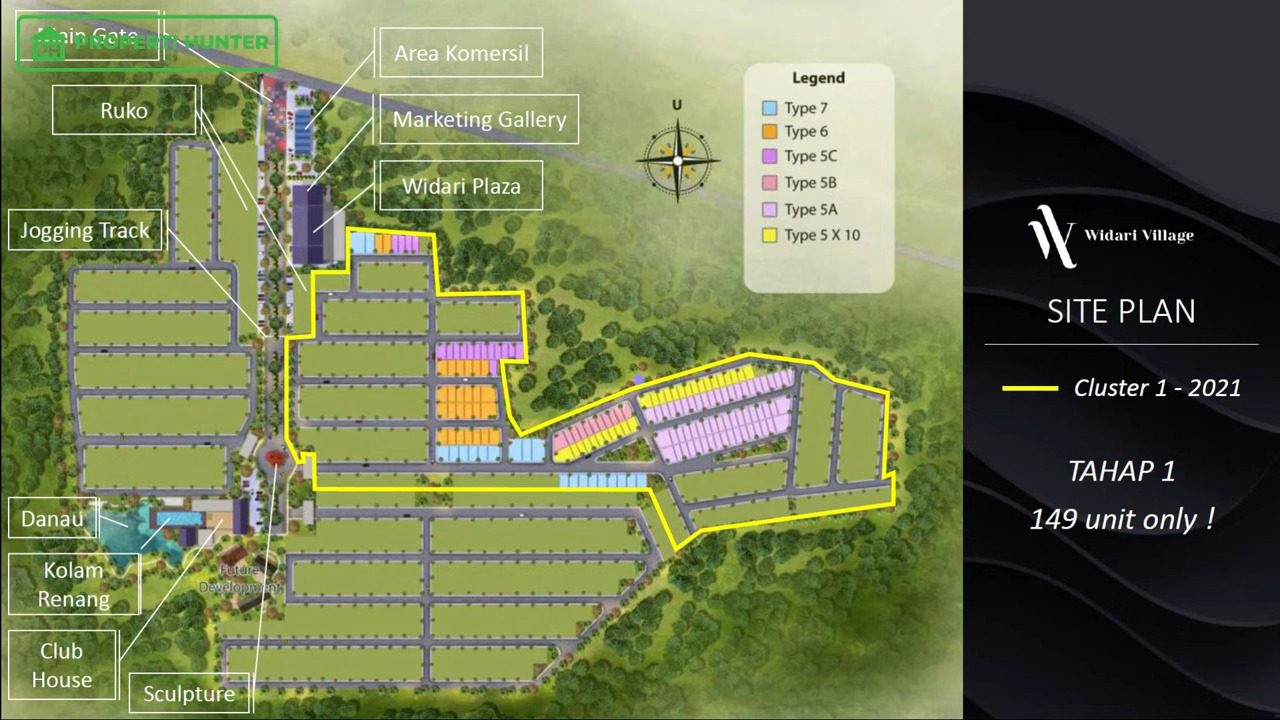 Main Gate
PH PROPERTI HUNTER
Ruko
Jogging Track
Area Komersil
Marketing Gallery
Widari Plaza
U
Legend
Type 7
Type 6
Type 5C
Type 5B
Type 5A
Type 5 X 10
Danau
Kolam
Renang
Club
House
Sculpture
Future
Development
Widari Village
SITE PLAN
Cluster 1 - 2021
TAHAP 1
149 unit only !